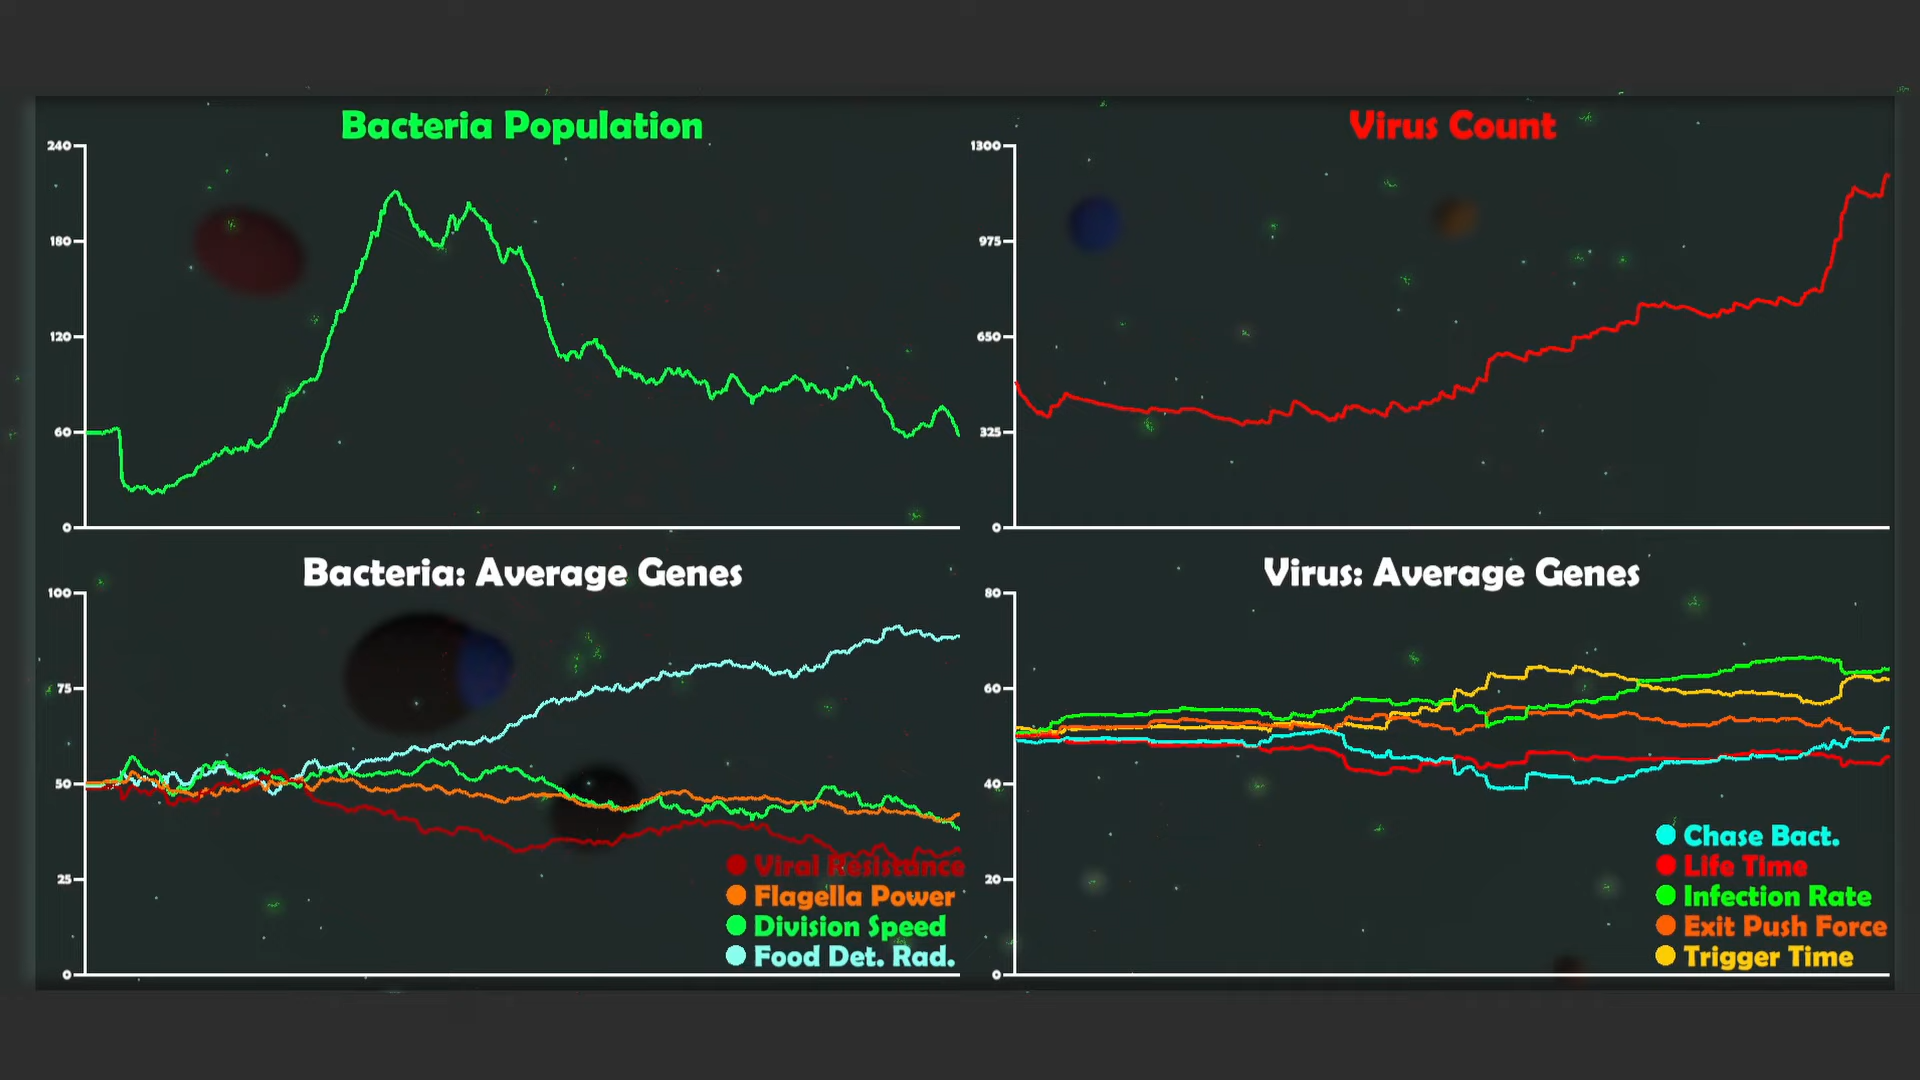 Bacteria Population
240
180
120
60
0
Virus Count
1300
975
650
325
0
Bacteria: Average Genes
100
75
50
25
0
Viral Resistance
Flagella Power
Division Speed
Food Det. Rad.
Virus: Average Genes
80
60
40
20
0
Chase Bact.
Life Time
Infection Rate
Exit Push Force
Trigger Time